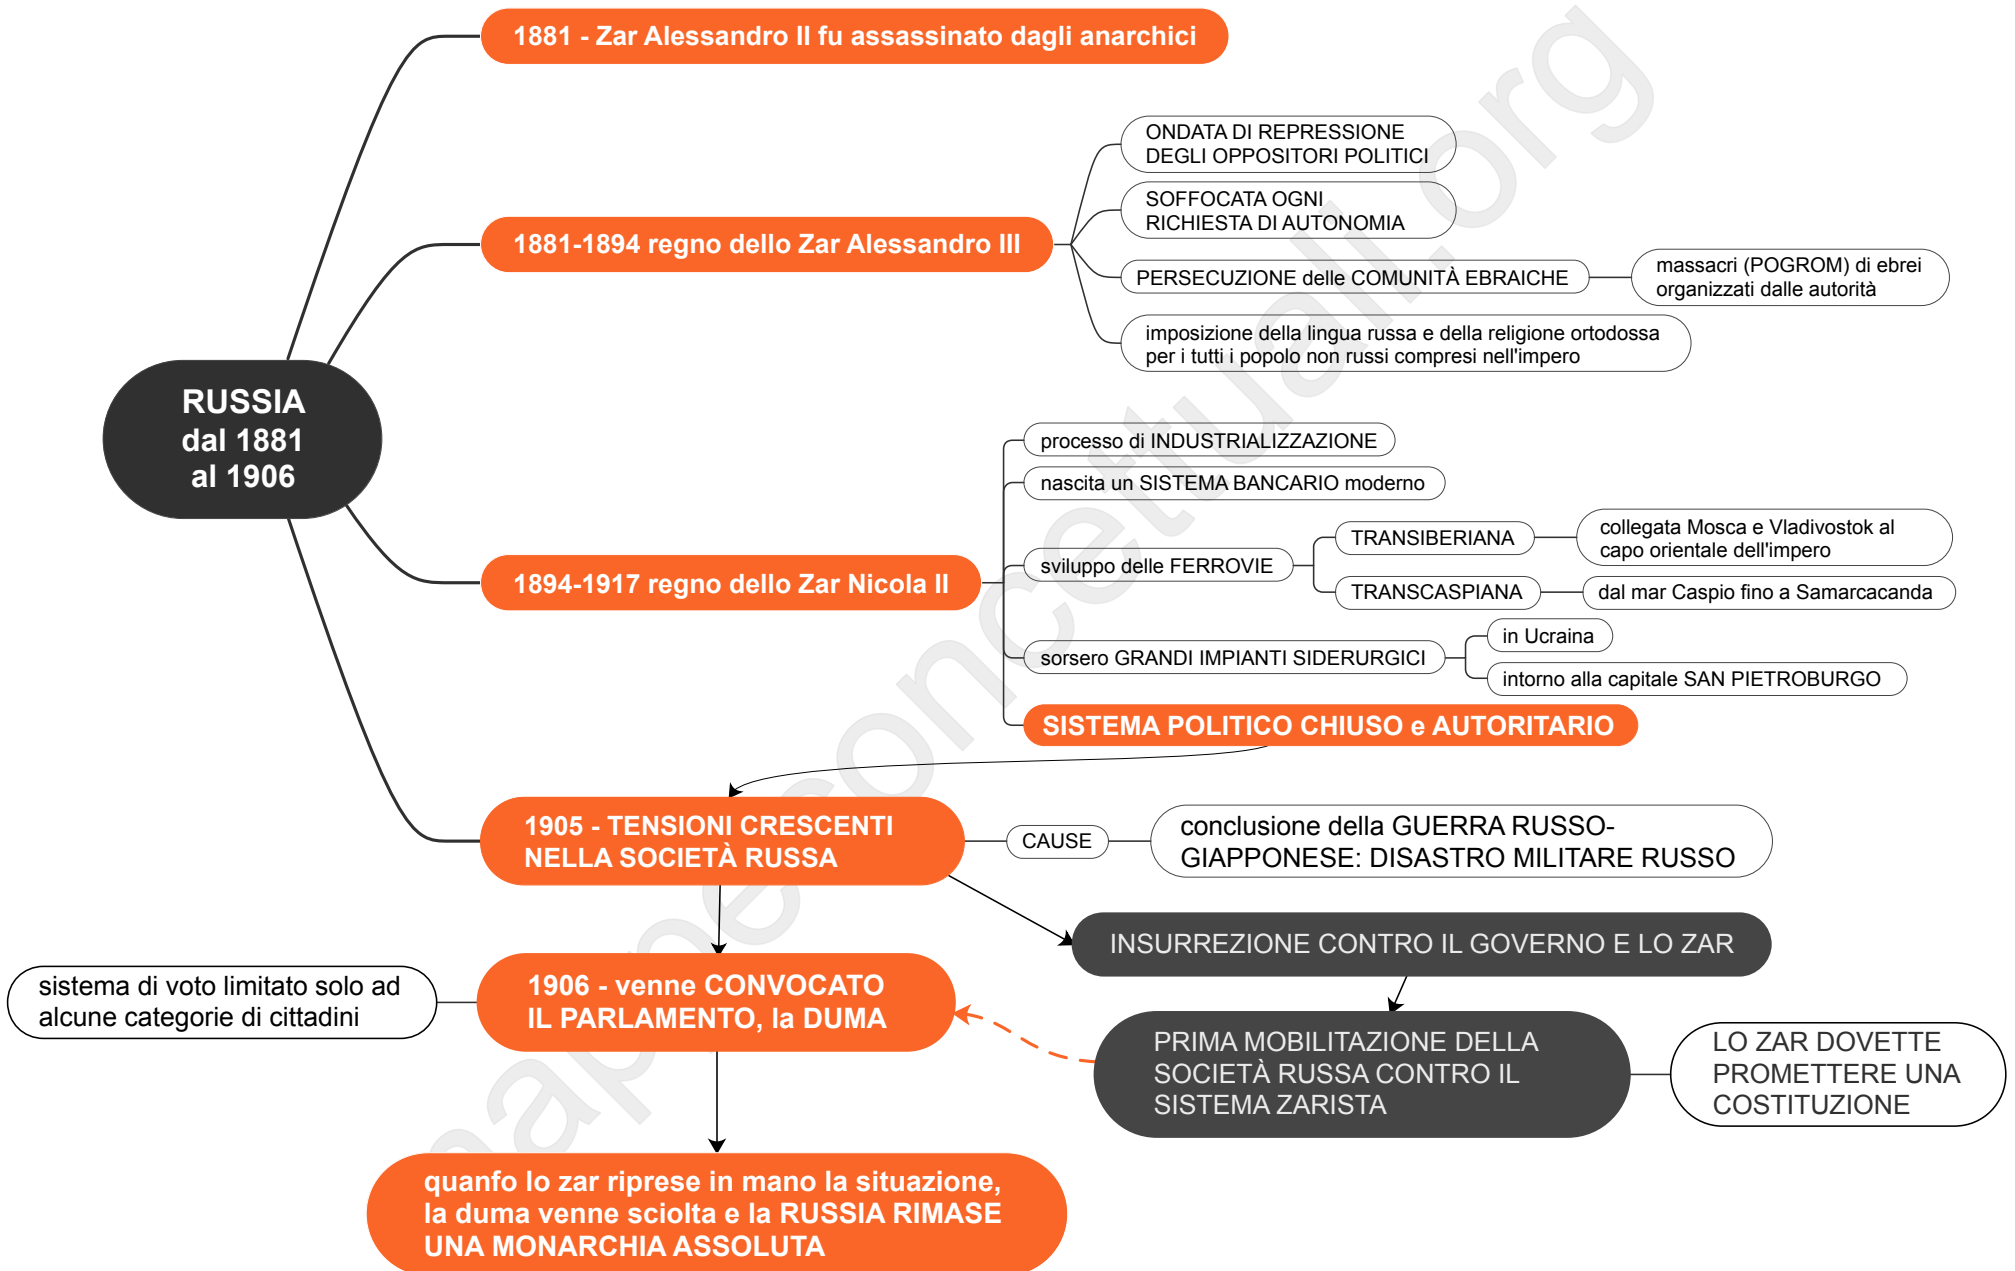 1881 - Zar Alessandro II fu assassinato dagli anarchici
ONDATA DI REPRESSIONE
DEGLI OPPOSITORI POLITICI
SOFFOCATA OGNI
RICHIESTA DI AUTONOMIA
1881-1894 regno dello Zar Alessandro III
PERSECUZIONE delle COMUNITÀ EBRAICHE
massacri (POGROM) di ebrei
organizzati dalle autorità
imposizione della lingua russa e della religione ortodossa
per i tutti i popolo non russi compresi nell'impero
RUSSIA
dal 1881
al 1906
processo di INDUSTRIALIZZAZIONE
nascita un SISTEMA BANCARIO moderno
1894-1917 regno dello Zar Nicola II
sviluppo delle FERROVIE
TRANSIBERIANA
collegata Mosca e Vladivostok al
capo orientale dell'impero
TRANSCASPIANA
dal mar Caspio fino a Samarcacanda
sorsero GRANDI IMPIANTI SIDERURGICI
in Ucraina
intorno alla capitale SAN PIETROBURGO
SISTEMA POLITICO CHIUSO e AUTORITARIO
1905 - TENSIONI CRESCENTI
NELLA SOCIETÀ RUSSA
CAUSE
conclusione della GUERRA RUSSO-
GIAPPONESE: DISASTRO MILITARE RUSSO
INSURREZIONE CONTRO IL GOVERNO E LO ZAR
sistema di voto limitato solo ad
alcune categorie di cittadini
1906 - venne CONVOCATO
IL PARLAMENTO, la DUMA
PRIMA MOBILITAZIONE DELLA
SOCIETÀ RUSSA CONTRO IL
SISTEMA ZARISTA
LO ZAR DOVETTE
PROMETTERE UNA
COSTITUZIONE
quanfo lo zar riprese in mano la situazione,
la duma venne sciolta e la RUSSIA RIMASE
UNA MONARCHIA ASSOLUTA
mapeconcettuali.org